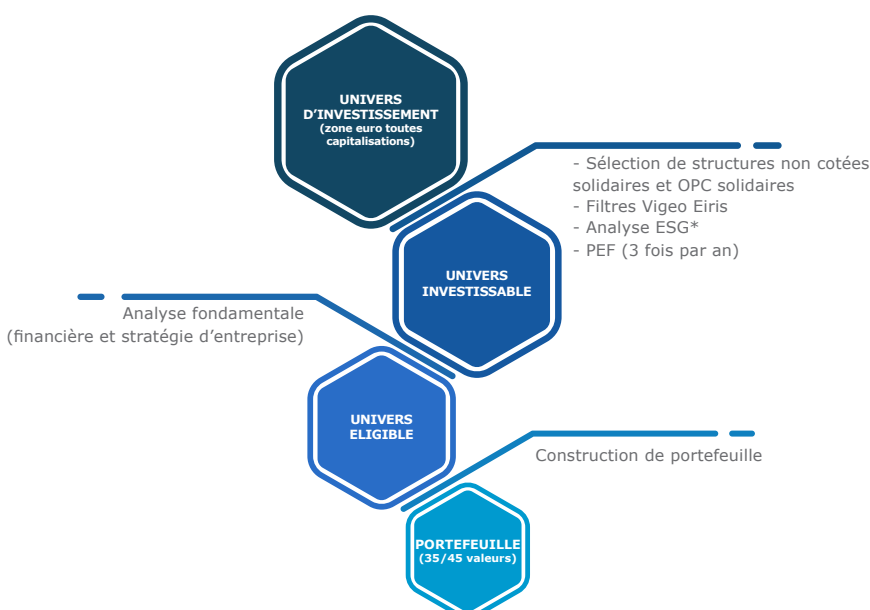 UNIVERS
D'INVESTISSEMENT
(zone euro toutes
capitalisations)
- Sélection de structures non cotées
solidaires et OPC solidaires
- Filtres Vigeo Eiris
- Analyse ESG*
- PEF (3 fois par an)
UNIVERS
INVESTISSABLE
Analyse fondamentale
(financière et stratégie d'entreprise)
UNIVERS
ELIGIBLE
Construction de portefeuille
PORTEFEUILLE
(35/45 valeurs)